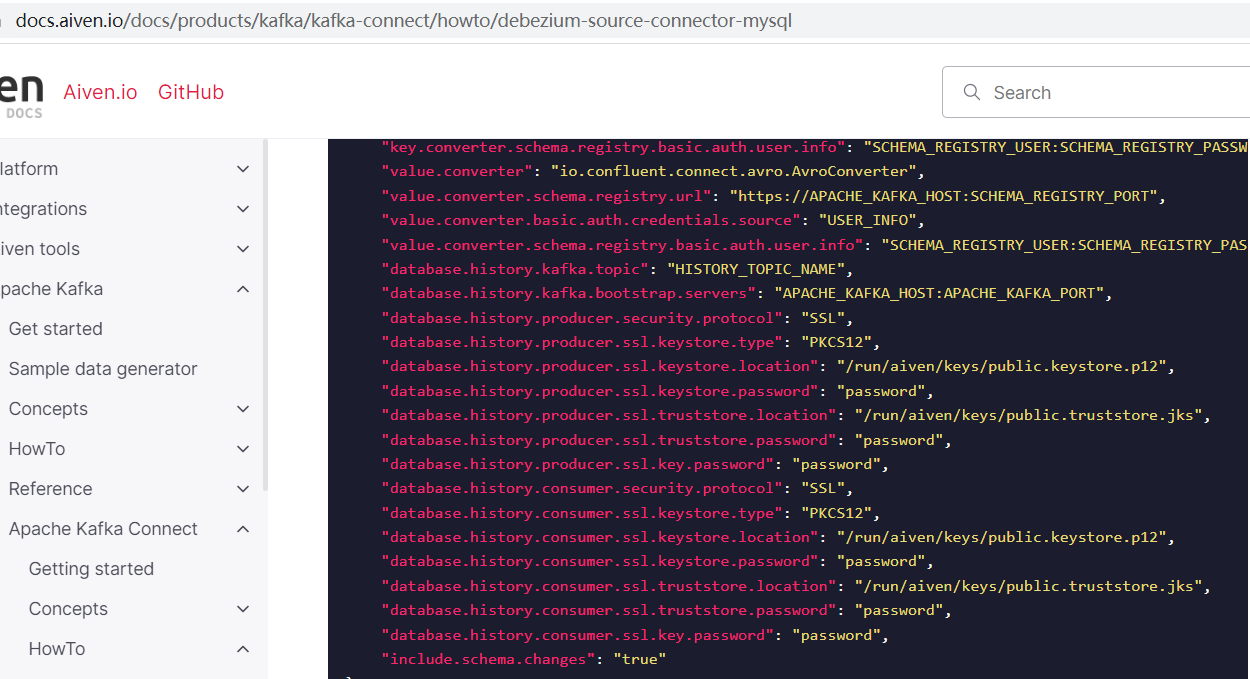 docs.aiven.io/docs/products/kafka/kafka-connect/howto/debezium-source-connector-mysql
en
DOCS
Aiven.io GitHub
Search
latform
ntegrations
iven tools
pache Kafka
Get started
Sample data generator
Concepts
HowTo
Reference
Apache Kafka Connect
Getting started
Concepts
HowTo
"key.converter.schema.registry.basic.auth.user.info": "SCHEMA_REGISTRY_USER:SCHEMA_REGISTRY_PASSW
"value.converter": "io.confluent.connect.avro.AvroConverter",
"value.converter.schema.registry.url": "https://APACHE_KAFKA_HOST:SCHEMA_REGISTRY_PORT",
"value.converter.basic.auth.credentials.source": "USER_INFO",
"value.converter.schema.registry.basic.auth.user.info": "SCHEMA_REGISTRY_USER:SCHEMA_REGISTRY_PAS
"database.history.kafka.topic": "HISTORY_TOPIC_NAME",
"database.history.kafka.bootstrap.servers": "APACHE_KAFKA_HOST:APACHE_KAFKA_PORT",
"database.history.producer.security.protocol": "SSL",
"database.history.producer.ssl.keystore.type": "PKCS12",
"database.history.producer.ssl.keystore.location": "/run/aiven/keys/public.keystore.p12",
"database.history.producer.ssl.keystore.password": "password",
"database.history.producer.ssl.truststore.location": "/run/aiven/keys/public.truststore.jks",
"database.history.producer.ssl.truststore.password": "password",
"database.history.producer.ssl.key.password": "password",
"database.history.consumer.security.protocol": "SSL",
"database.history.consumer.ssl.keystore.type": "PKCS12",
"database.history.consumer.ssl.keystore.location": "/run/aiven/keys/public.keystore.p12",
"database.history.consumer.ssl.keystore.password": "password",
"database.history.consumer.ssl.truststore.location": "/run/aiven/keys/public.truststore.jks",
"database.history.consumer.ssl.truststore.password": "password",
"database.history.consumer.ssl.key.password": "password",
"include.schema.changes": "true"